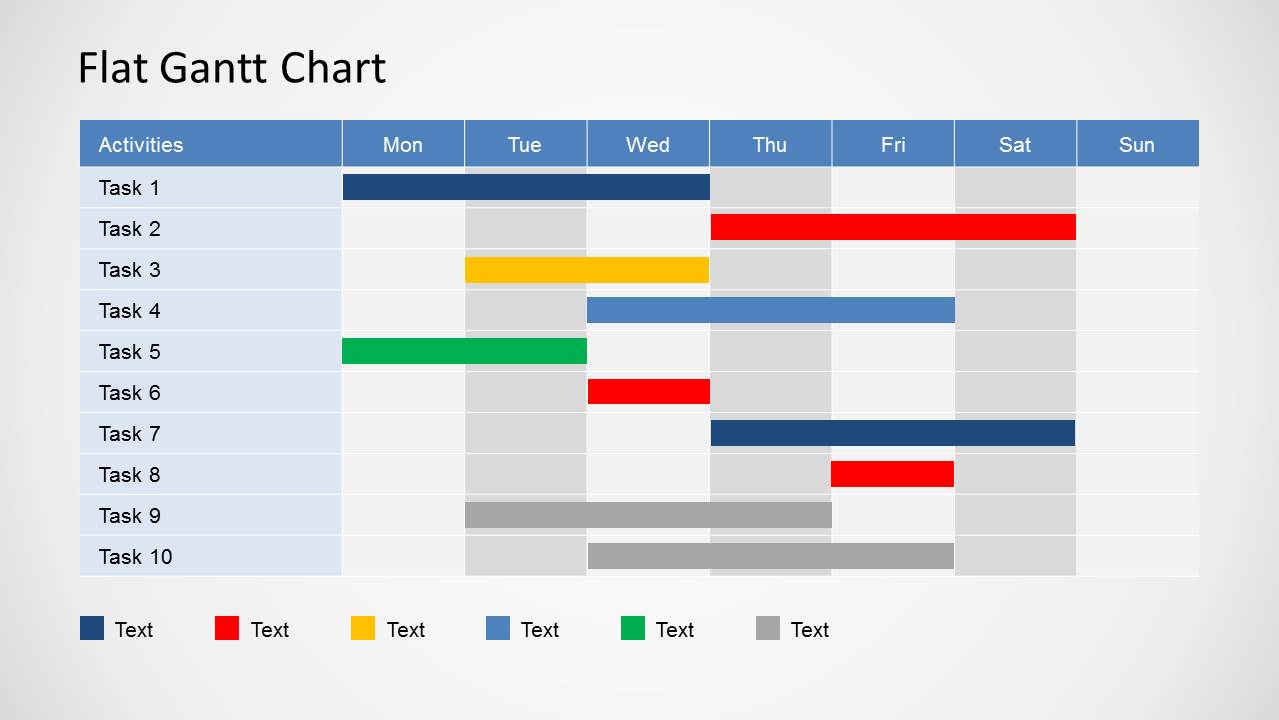 Flat Gantt Chart
Activities Mon Tue Wed Thu Fri Sat Sun
Task 1
Task 2
Task 3
Task 4
Task 5
Task 6
Task 7
Task 8
Task 9
Task 10
Text Text Text Text Text Text